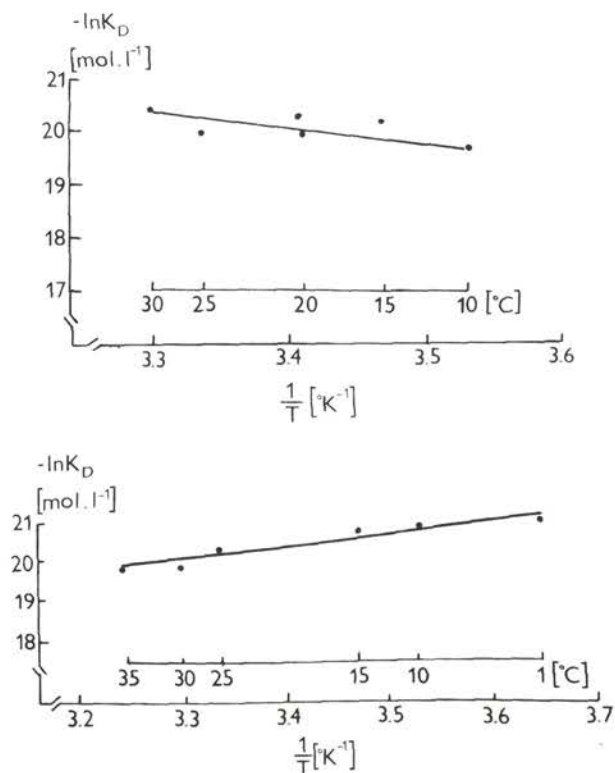 -lnK_D
[mol.l⁻¹]
21
20
19
18
17
30 25 20 15 10 [°C]
3.3 3.4 3.5 3.6
1/T [°K⁻¹]
-lnK_D
[mol.l⁻¹]
21
20
19
18
35 30 25 15 10 1 [°C]
3.2 3.3 3.4 3.5 3.6 3.7
1/T [°K⁻¹]